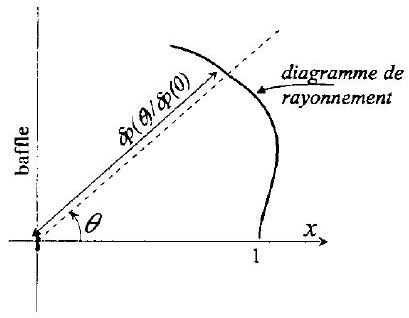 diagramme de
rayonnement
δp(θ)/δp(0)
baffle
θ
x
1